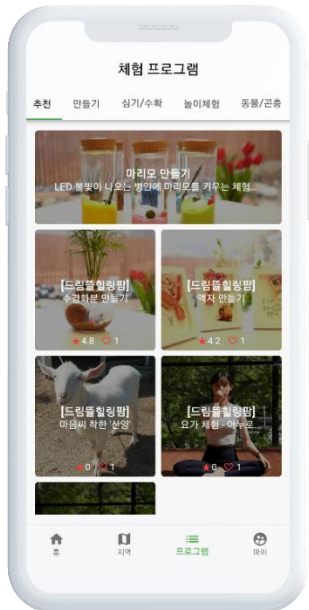 체험 프로그램
추천 만들기 심기/수확 놀이체험 동물/곤충
마리모 만들기
LED 불빛이 나오는 병안에 마리모를 키우는 체험...
[드림뜰힐링팜]
수경화분 만들기
4.8 1
[드림뜰힐링팜]
액자 만들기
4.2 1
[드림뜰힐링팜]
마음씨 착한 '산양'
0 1
[드림뜰힐링팜]
요가 체험 - 아누로...
0 1
홈 지역 프로그램 마이